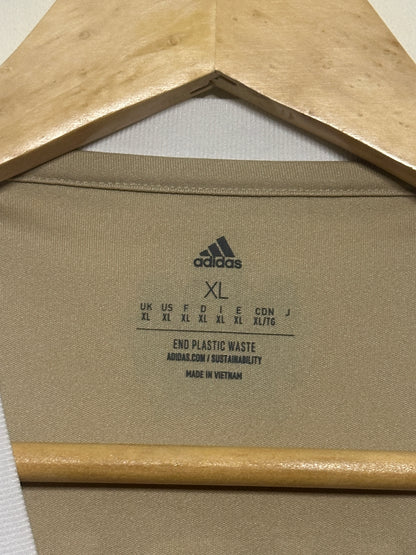 adidas
XL
UK US F D I E CDN J
XL XL XL XL XL XL XL/TG
END PLASTIC WASTE
ADIDAS.COM / SUSTAINABILITY
MADE IN VIETNAM